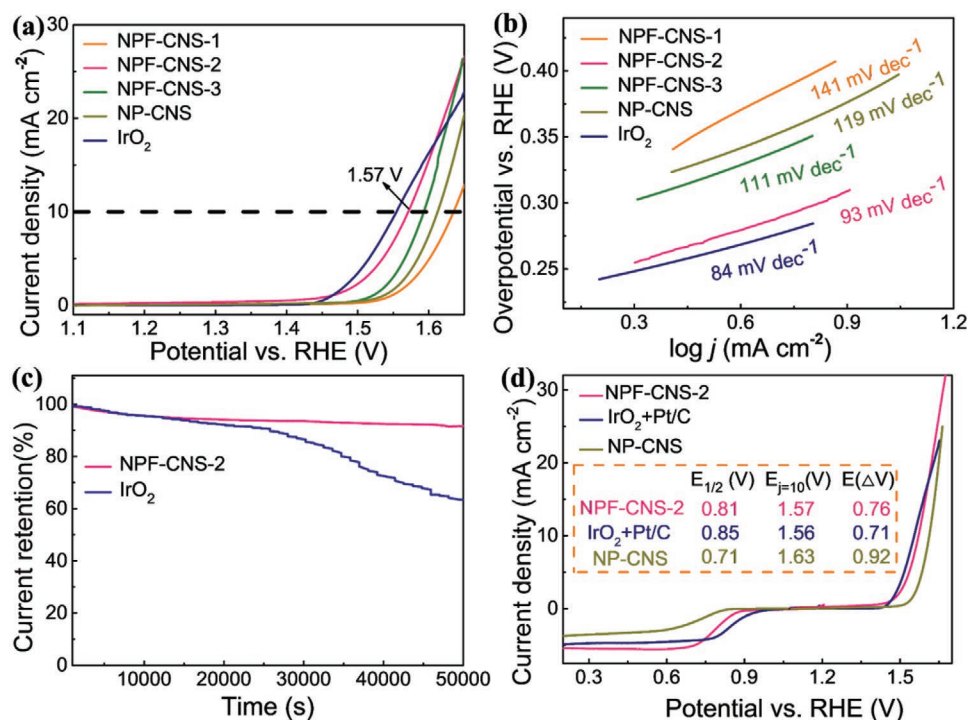 (a)
30
25
20
15
10
5
0
Current density (mA cm⁻²)
NPF-CNS-1
NPF-CNS-2
NPF-CNS-3
NP-CNS
IrO₂
1.57 V
1.1 1.2 1.3 1.4 1.5 1.6
Potential vs. RHE (V)
(b)
0.40
0.35
0.30
0.25
Overpotential vs. RHE (V)
NPF-CNS-1
NPF-CNS-2
NPF-CNS-3
NP-CNS
IrO₂
141 mV dec⁻¹
119 mV dec⁻¹
111 mV dec⁻¹
93 mV dec⁻¹
84 mV dec⁻¹
0.3 0.6 0.9 1.2
log j (mA cm⁻²)
(c)
100
80
60
40
20
0
Current retention(%)
NPF-CNS-2
IrO₂
10000 20000 30000 40000 50000
Time (s)
(d)
30
20
10
0
Current density (mA cm⁻²)
NPF-CNS-2
IrO₂+Pt/C
NP-CNS
E₁/₂ (V) Eⱼ₌₁₀(V) E(△V)
NPF-CNS-2 0.81 1.57 0.76
IrO₂+Pt/C 0.85 1.56 0.71
NP-CNS 0.71 1.63 0.92
0.3 0.6 0.9 1.2 1.5
Potential vs. RHE (V)